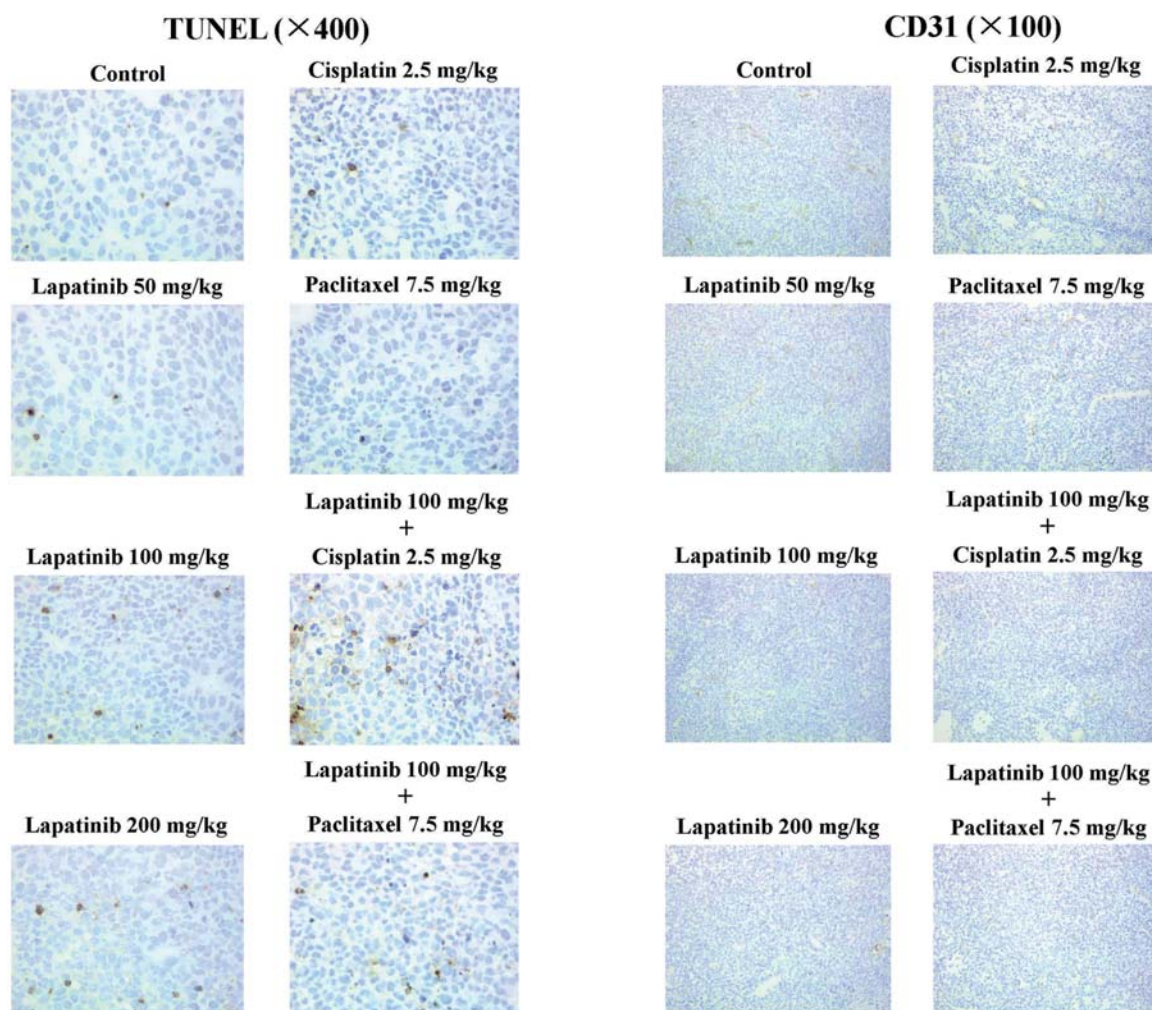 TUNEL (×400)
Control
Cisplatin 2.5 mg/kg
Lapatinib 50 mg/kg
Paclitaxel 7.5 mg/kg
Lapatinib 100 mg/kg
Lapatinib 100 mg/kg
+
Cisplatin 2.5 mg/kg
Lapatinib 200 mg/kg
Lapatinib 100 mg/kg
+
Paclitaxel 7.5 mg/kg
CD31 (×100)
Control
Cisplatin 2.5 mg/kg
Lapatinib 50 mg/kg
Paclitaxel 7.5 mg/kg
Lapatinib 100 mg/kg
Lapatinib 100 mg/kg
+
Cisplatin 2.5 mg/kg
Lapatinib 200 mg/kg
Lapatinib 100 mg/kg
+
Paclitaxel 7.5 mg/kg